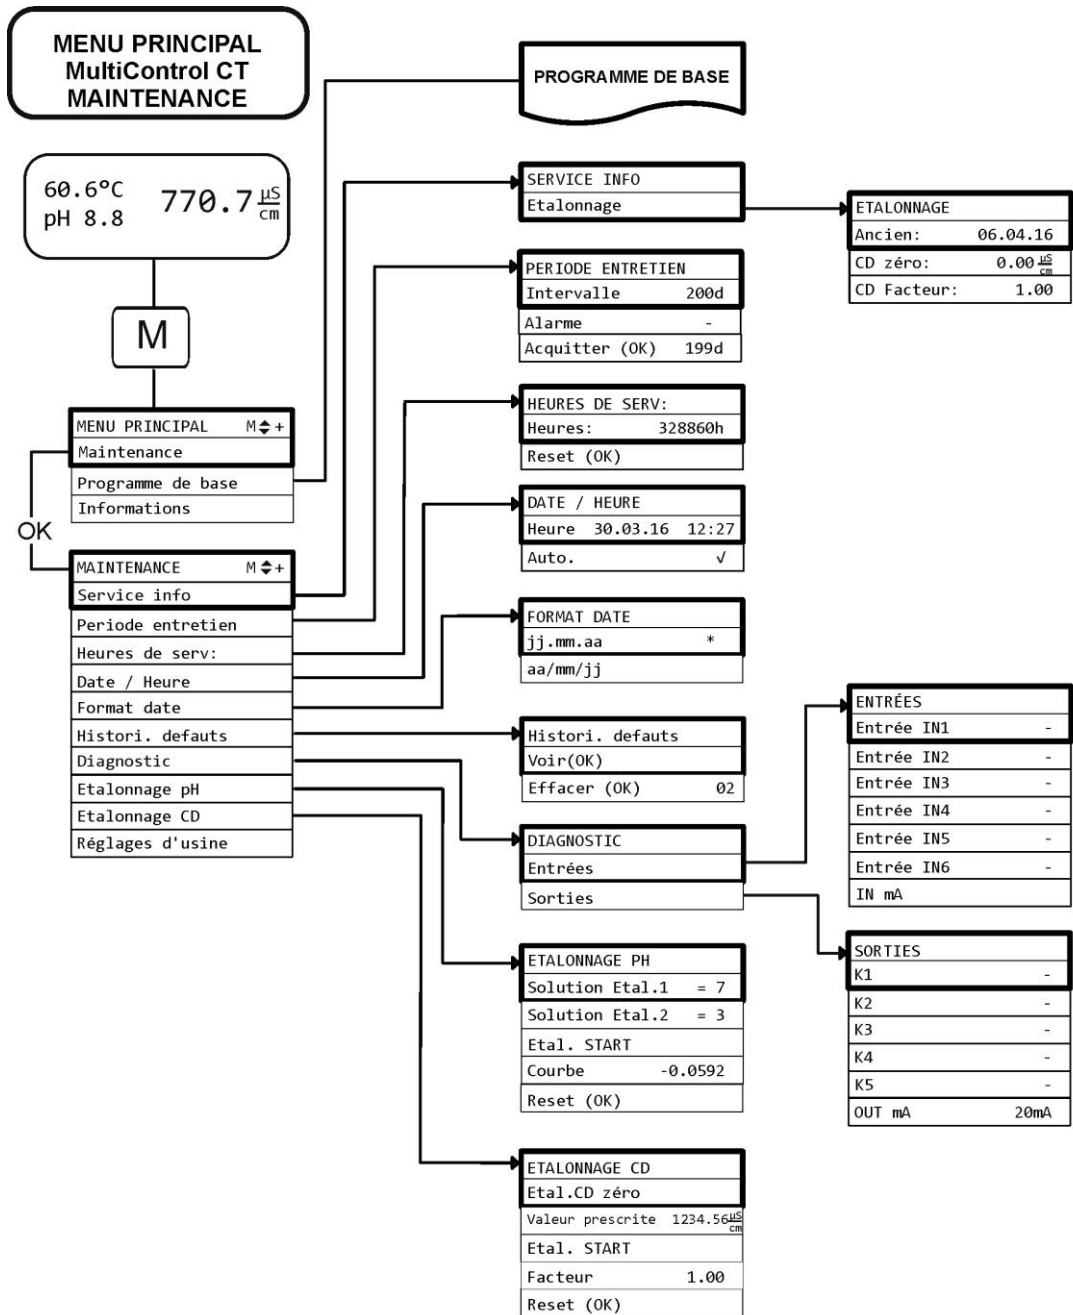 MENU PRINCIPAL
MultiControl CT
MAINTENANCE
60.6°C
pH 8.8
770.7 µS/cm
M
MENU PRINCIPAL M◆+
Maintenance
Programme de base
Informations
OK
MAINTENANCE M◆+
Service info
Periode entretien
Heures de serv:
Date / Heure
Format date
Histori. defauts
Diagnostic
Etalonnage pH
Etalonnage CD
Réglages d'usine
PROGRAMME DE BASE
SERVICE INFO
Etalonnage
PERIODE ENTRETIEN
Intervalle 200d
Alarme -
Acquitter (OK) 199d
HEURES DE SERV:
Heures: 328860h
Reset (OK)
DATE / HEURE
Heure 30.03.16 12:27
Auto. √
FORMAT DATE
jj.mm.aa *
aa/mm/jj
Histori. defauts
Voir(OK)
Effacer (OK) 02
DIAGNOSTIC
Entrées
Sorties
ETALONNAGE PH
Solution Etal.1 = 7
Solution Etal.2 = 3
Etal. START
Courbe -0.0592
Reset (OK)
ETALONNAGE CD
Etal.CD zéro
Valeur prescrite 1234.56 µS/cm
Etal. START
Facteur 1.00
Reset (OK)
ETALONNAGE
Ancien: 06.04.16
CD zéro: 0.00 µS/cm
CD Facteur: 1.00
ENTRÉES
Entrée IN1 -
Entrée IN2 -
Entrée IN3 -
Entrée IN4 -
Entrée IN5 -
Entrée IN6 -
IN mA
SORTIES
K1 -
K2 -
K3 -
K4 -
K5 -
OUT mA 20mA